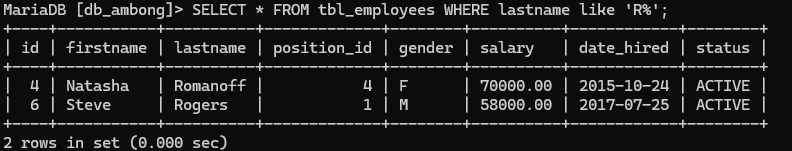 MariaDB [db_ambong]> SELECT * FROM tbl_employees WHERE lastname like 'R%';
+----+-----------+----------+-------------+--------+----------+------------+--------+
| id | firstname | lastname | position_id | gender | salary   | date_hired | status |
+----+-----------+----------+-------------+--------+----------+------------+--------+
|  4 | Natasha   | Romanoff |           4 | F      | 70000.00 | 2015-10-24 | ACTIVE |
|  6 | Steve     | Rogers   |           1 | M      | 58000.00 | 2017-07-25 | ACTIVE |
+----+-----------+----------+-------------+--------+----------+------------+--------+
2 rows in set (0.000 sec)